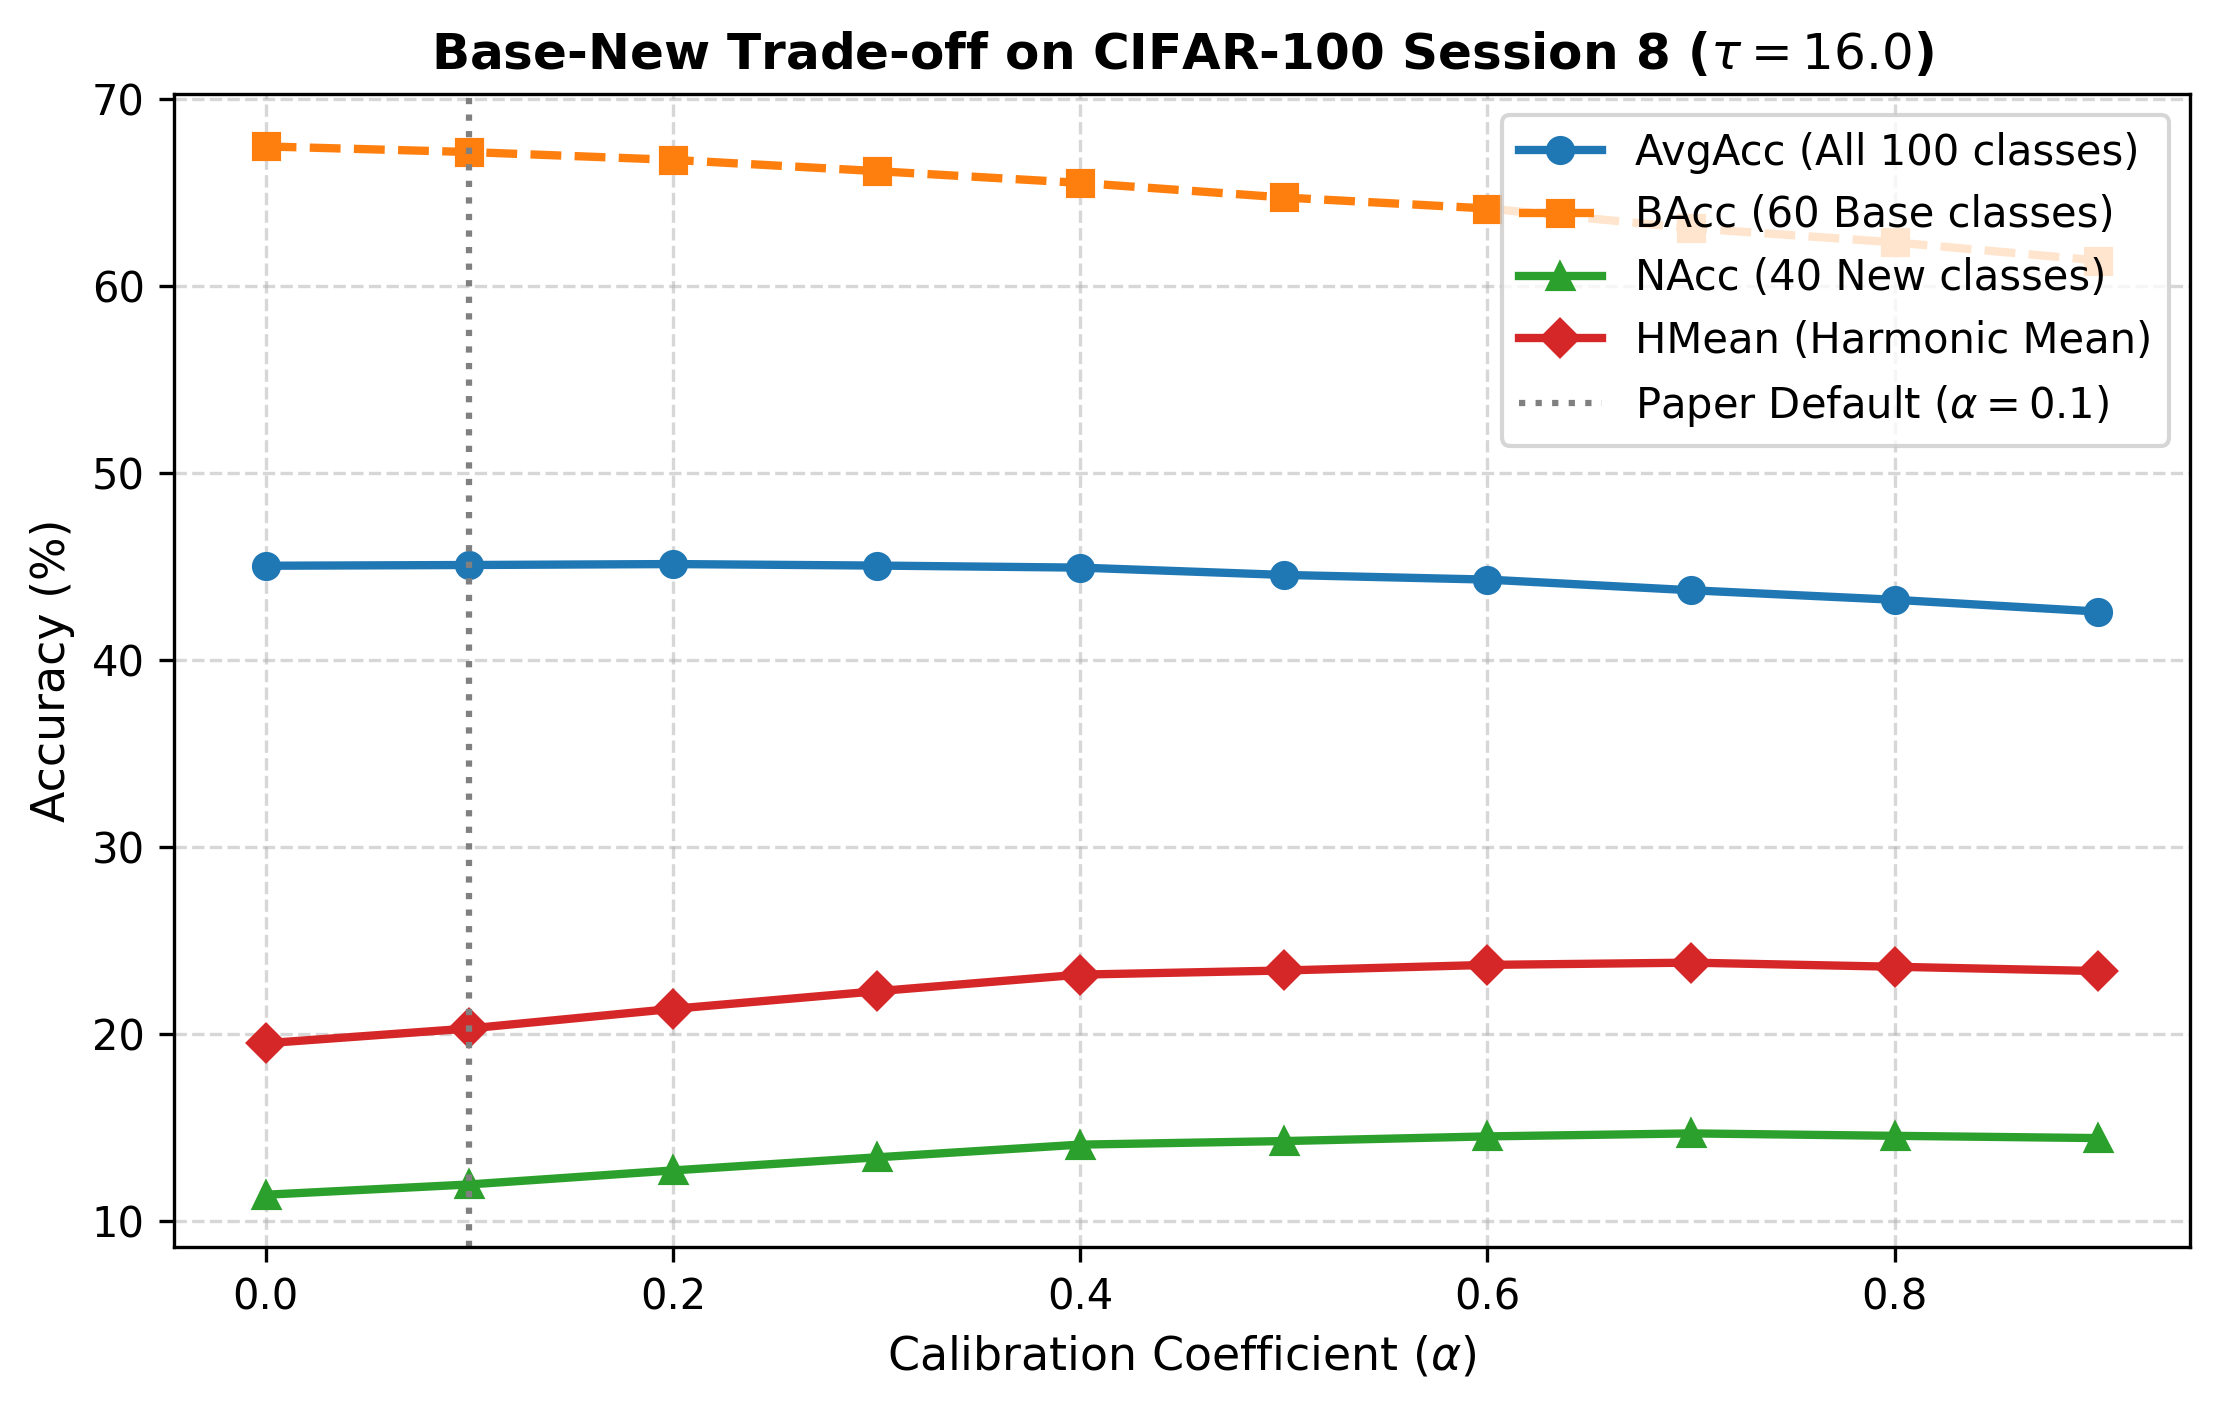 Base-New Trade-off on CIFAR-100 Session 8 (τ = 16.0)
70
60
50
40
30
20
10
Accuracy (%)
AvgAcc (All 100 classes)
BAcc (60 Base classes)
NAcc (40 New classes)
HMean (Harmonic Mean)
Paper Default (α = 0.1)
0.0 0.2 0.4 0.6 0.8
Calibration Coefficient (α)